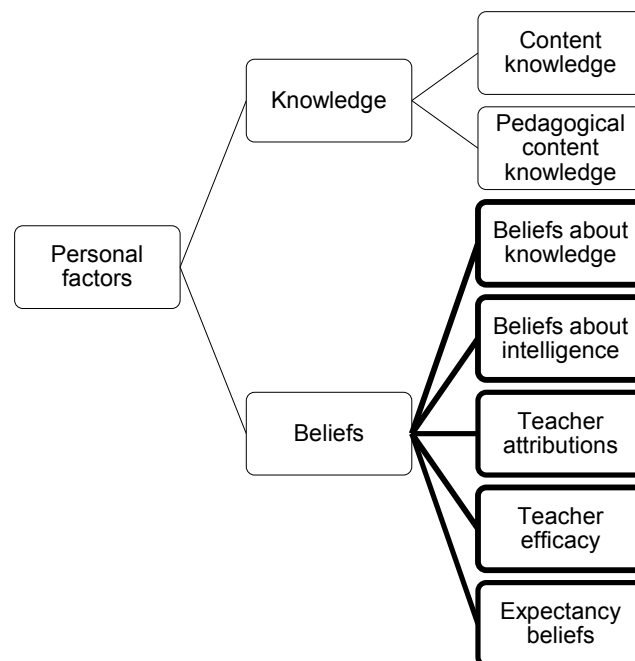 Content
knowledge
Knowledge
Pedagogical
content
knowledge
Personal
factors
Beliefs about
knowledge
Beliefs about
intelligence
Beliefs
Teacher
attributions
Teacher
efficacy
Expectancy
beliefs